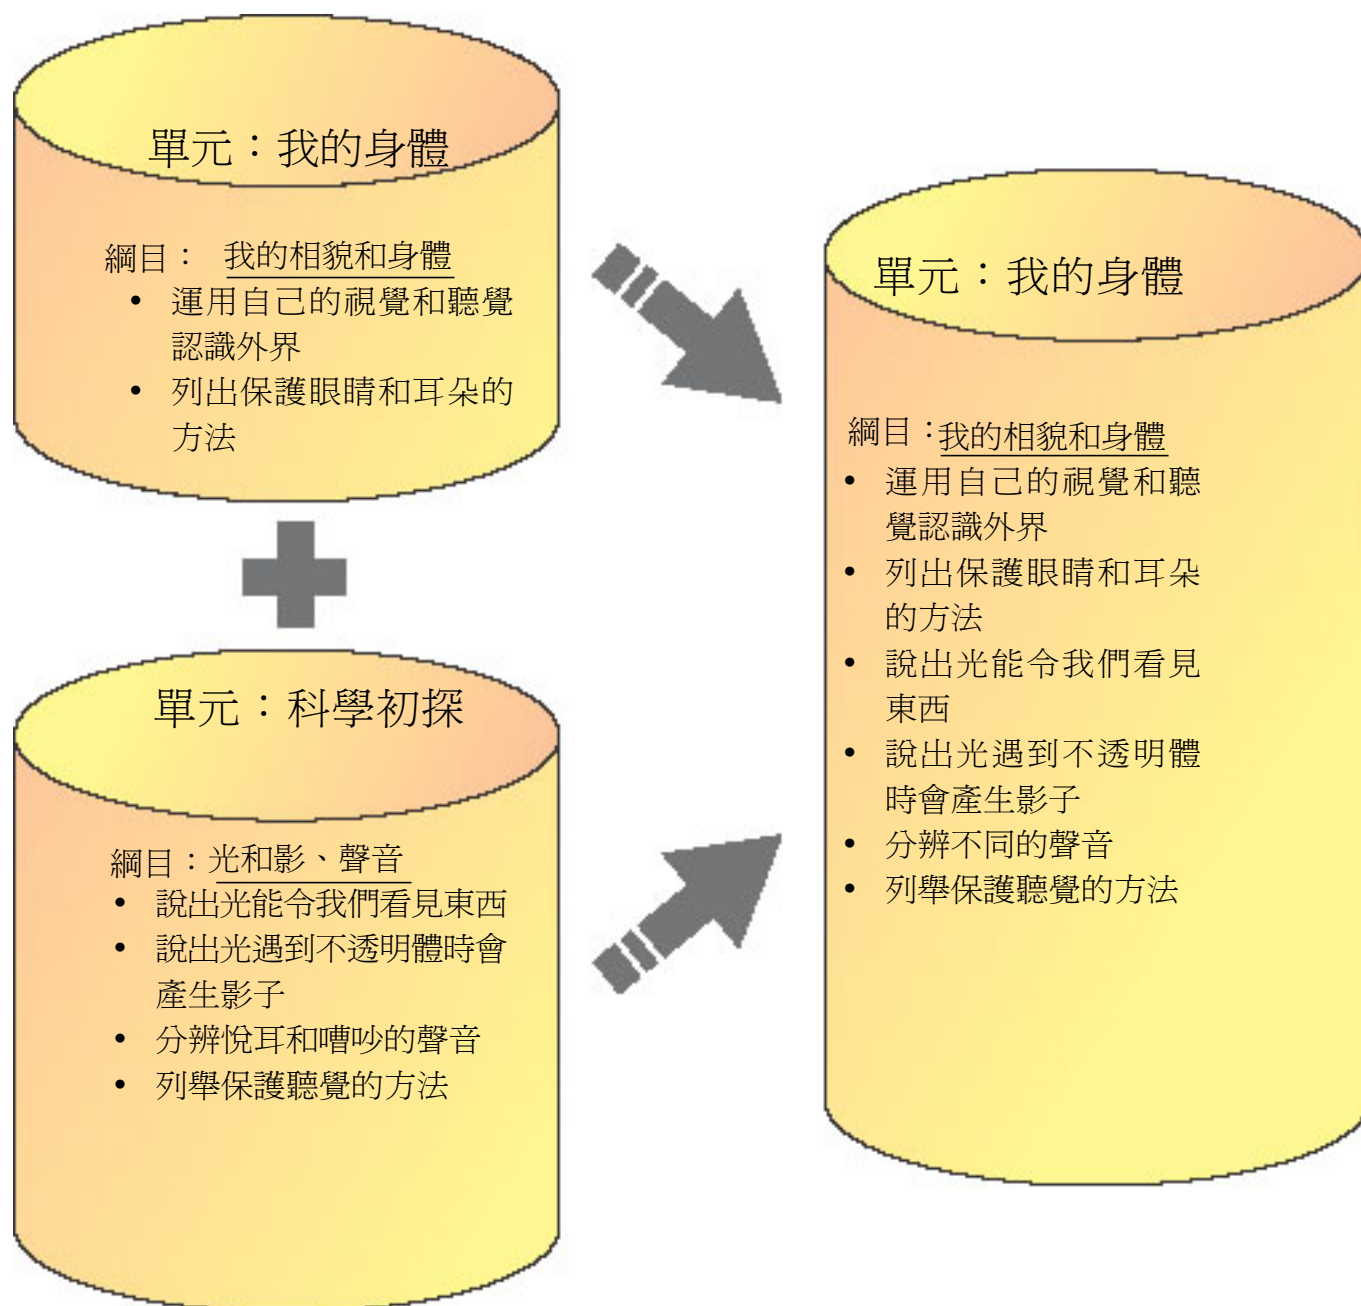 單元：我的身體
綱目： 我的相貌和身體
• 運用自己的視覺和聽覺
認識外界
• 列出保護眼睛和耳朵的
方法
單元：科學初探
綱目：光和影、聲音
• 說出光能令我們看見東西
• 說出光遇到不透明體時會
產生影子
• 分辨悅耳和嘈吵的聲音
• 列舉保護聽覺的方法
單元：我的身體
綱目：我的相貌和身體
• 運用自己的視覺和聽
覺認識外界
• 列出保護眼睛和耳朵
的方法
• 說出光能令我們看見
東西
• 說出光遇到不透明體
時會產生影子
• 分辨不同的聲音
• 列舉保護聽覺的方法